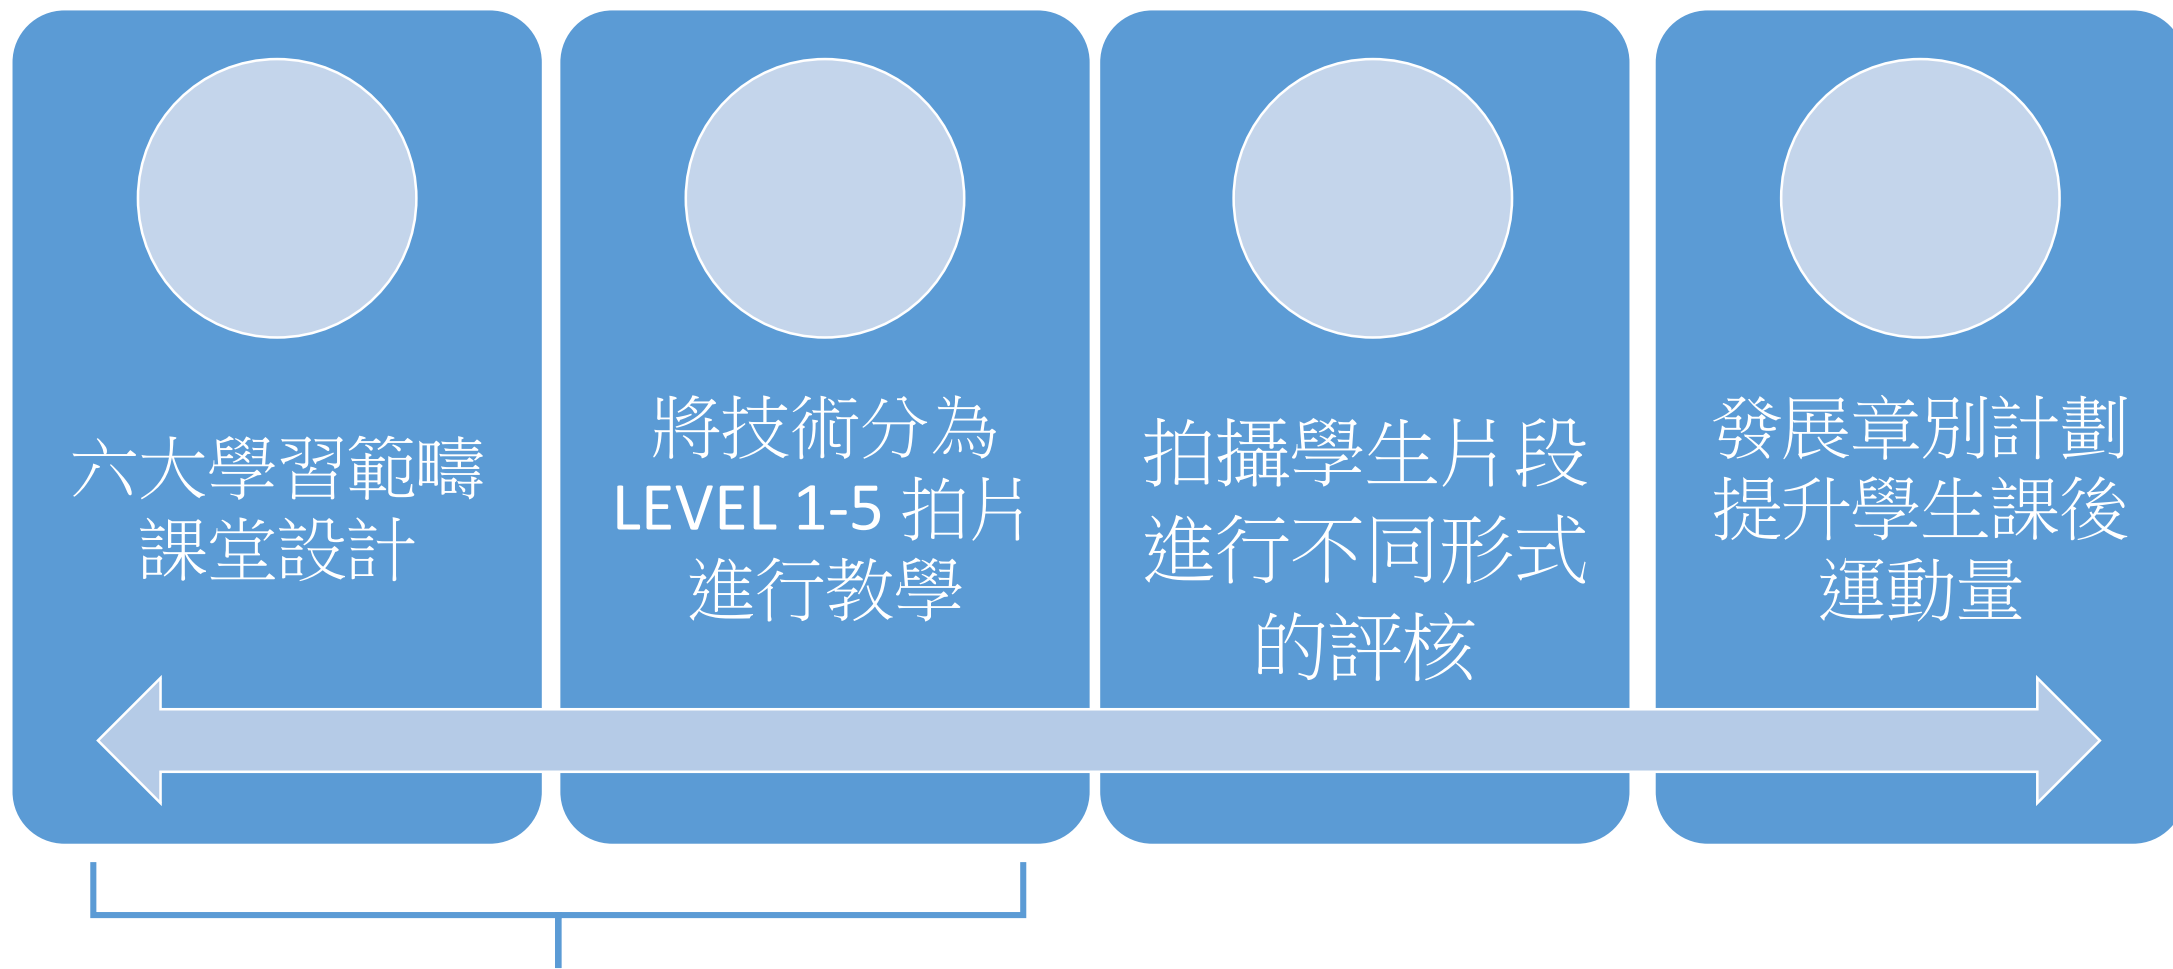 六大學習範疇
課堂設計
將技術分為
LEVEL 1-5 拍片
進行教學
拍攝學生片段
進行不同形式
的評核
發展章別計劃
提升學生課後
運動量